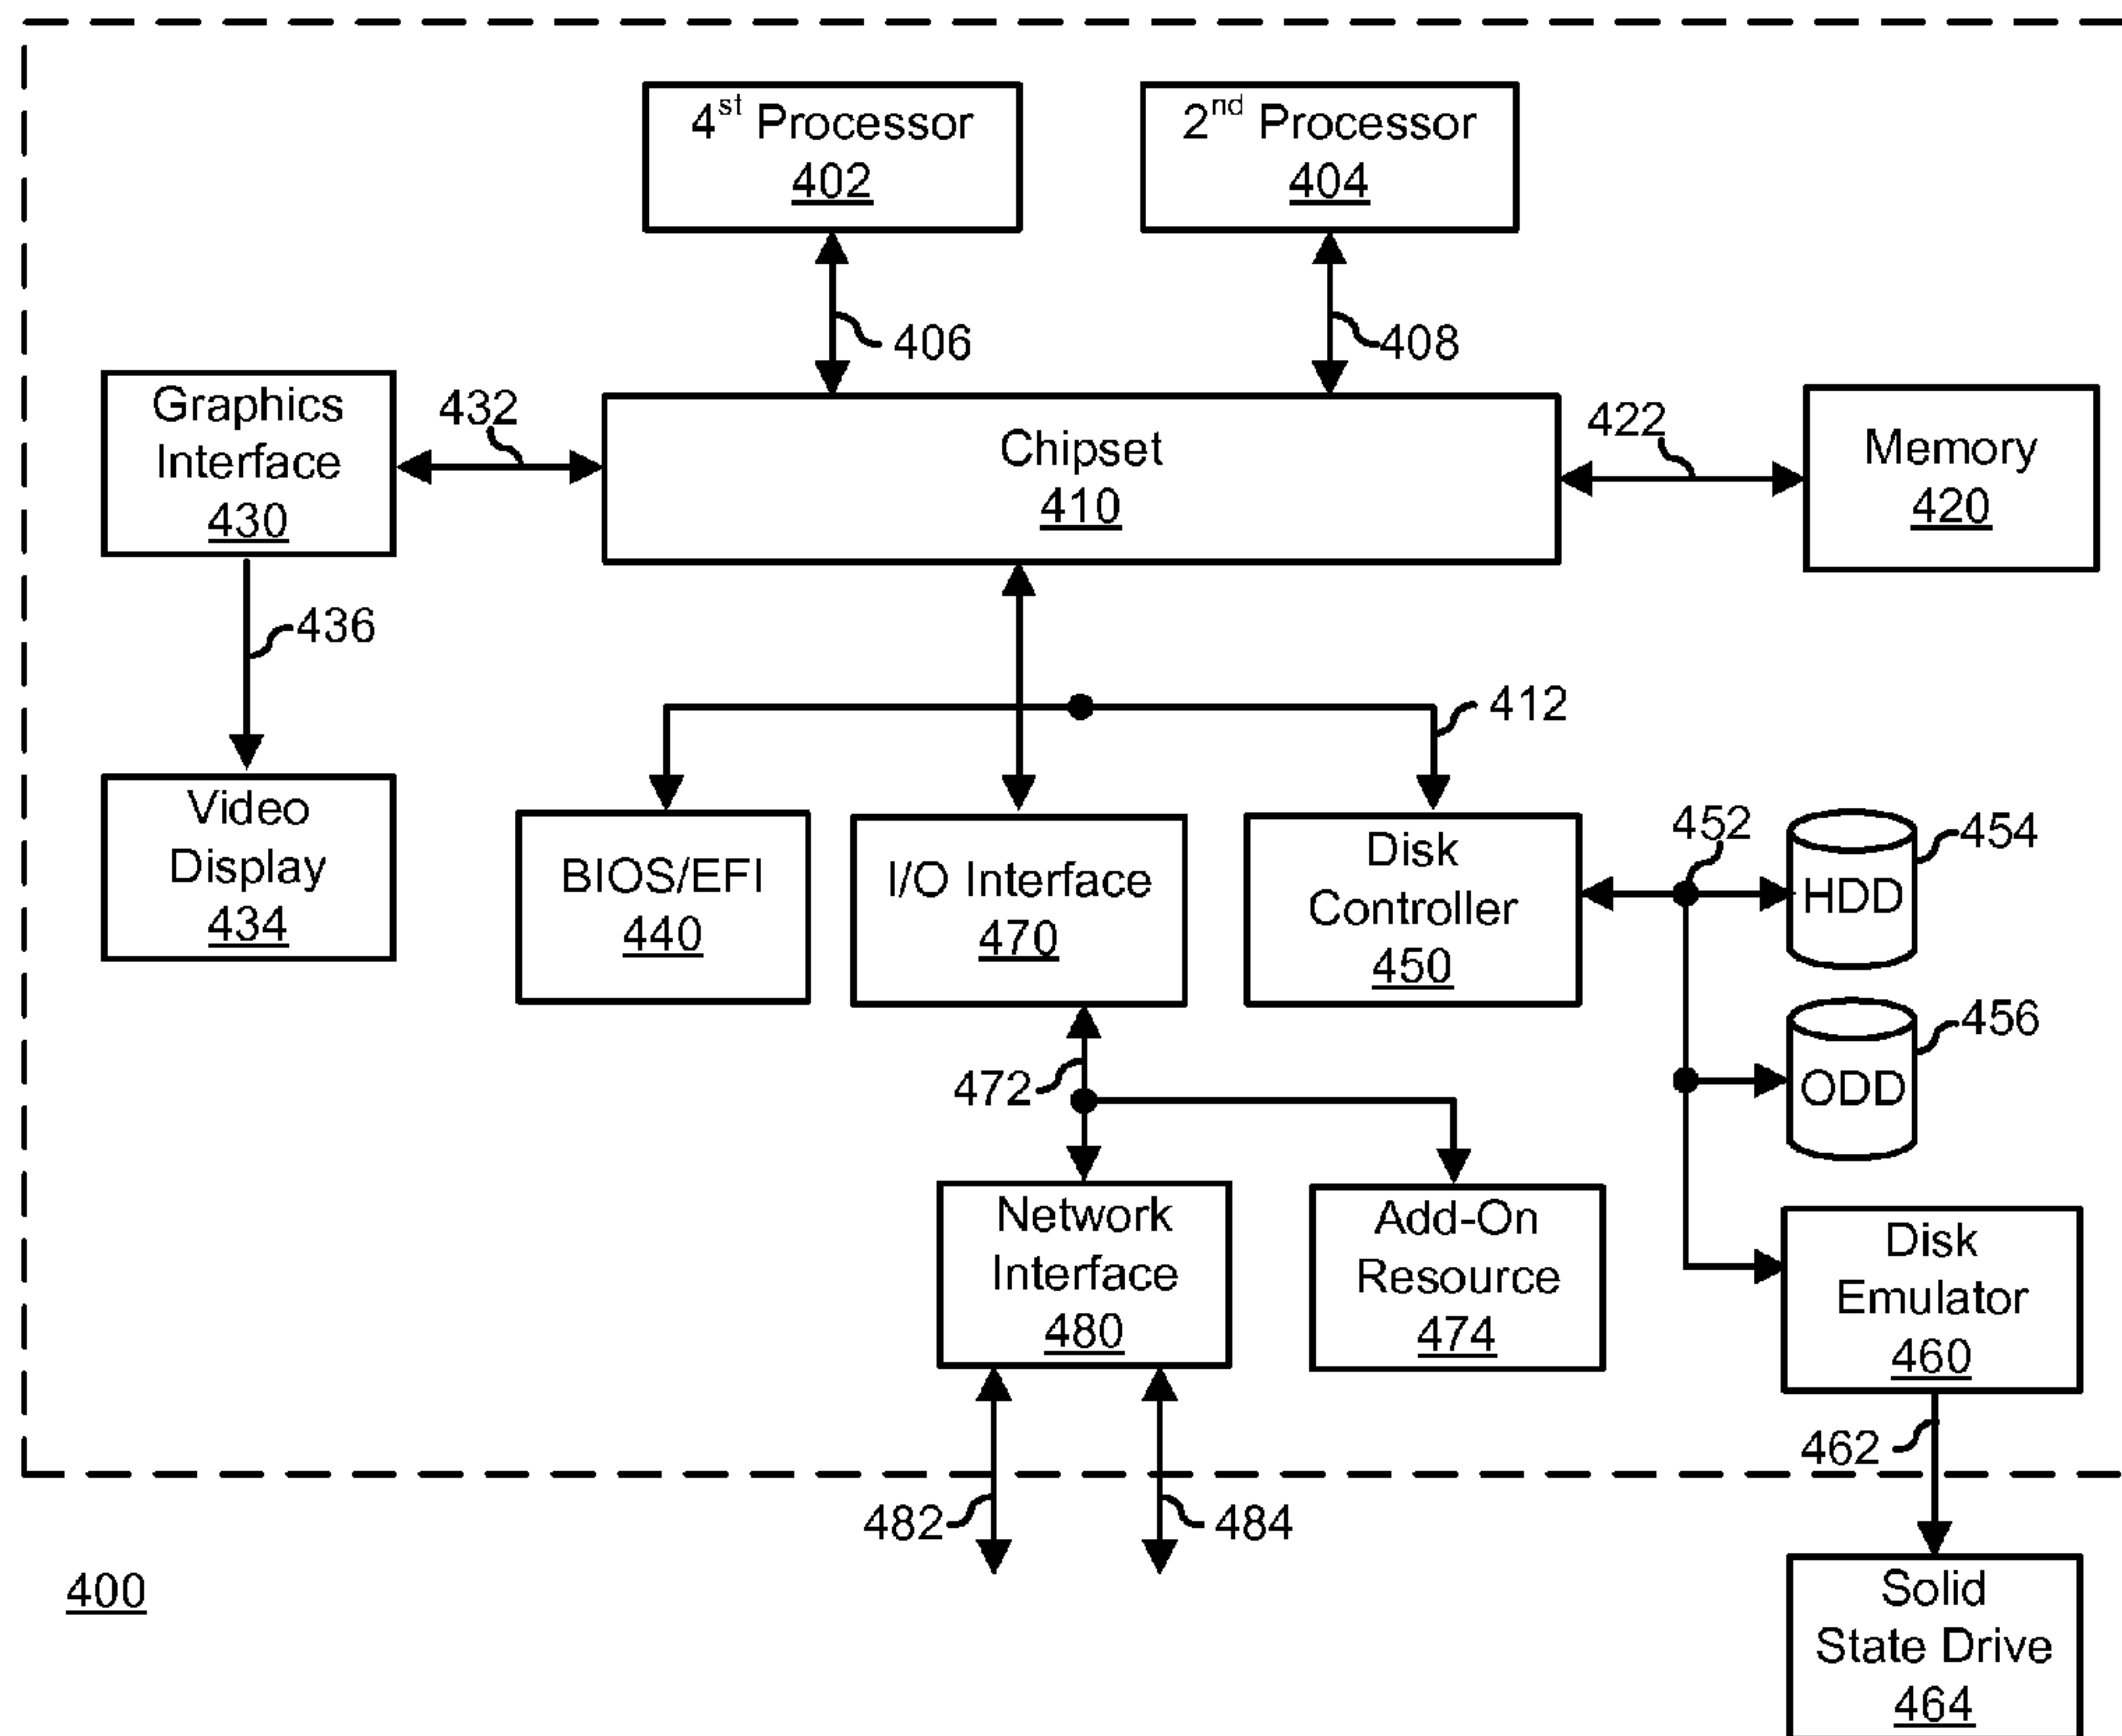 4st Processor
402
2nd Processor
404
406
408
Graphics
Interface
430
432
Chipset
410
422
Memory
420
436
412
Video
Display
434
BIOS/EFI
440
I/O Interface
470
Disk
Controller
450
452
HDD
454
ODD
456
472
Network
Interface
480
Add-On
Resource
474
Disk
Emulator
460
462
482
484
400
Solid
State Drive
464